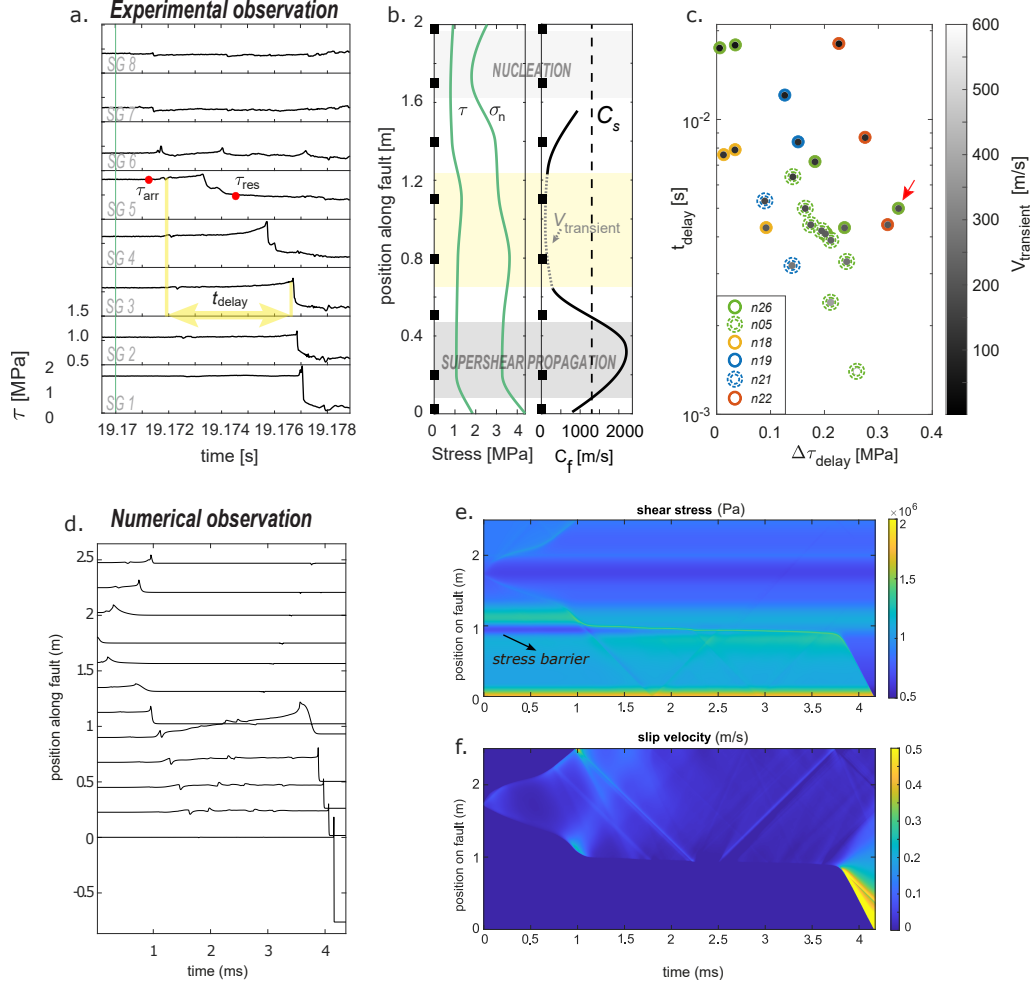 a.
Experimental observation
SG 8
SG 7
SG 6
τarr
τres
SG 5
SG 4
tdelay
SG 3
SG 2
SG 1
1.5
1.0
0.5
2
1
0
τ [MPa]
19.17 19.172 19.174 19.176 19.178
time [s]
b.
NUCLEATION
τ σn
Cs
Vtransient
SUPERSHEAR PROPAGATION
2
1.6
1.2
0.8
0.4
0
position along fault [m]
0 1 2 3 4
Stress [MPa]
0 1000 2000
Cf [m/s]
c.
10-2
10-3
tdelay [s]
n26
n05
n18
n19
n21
n22
0 0.1 0.2 0.3 0.4
Δτdelay [MPa]
600
500
400
300
200
100
Vtransient [m/s]
d.
Numerical observation
2.5
2
1.5
1
0.5
0
-0.5
position along fault (m)
1 2 3 4
time (ms)
e.
shear stress (Pa)
2
1
0
position on fault (m)
stress barrier
0 0.5 1 1.5 2 2.5 3 3.5 4
×10^6
2
1.5
1
0.5
f.
slip velocity (m/s)
2
1
0
position on fault (m)
0 0.5 1 1.5 2 2.5 3 3.5 4
time (ms)
0.5
0.4
0.3
0.2
0.1
0